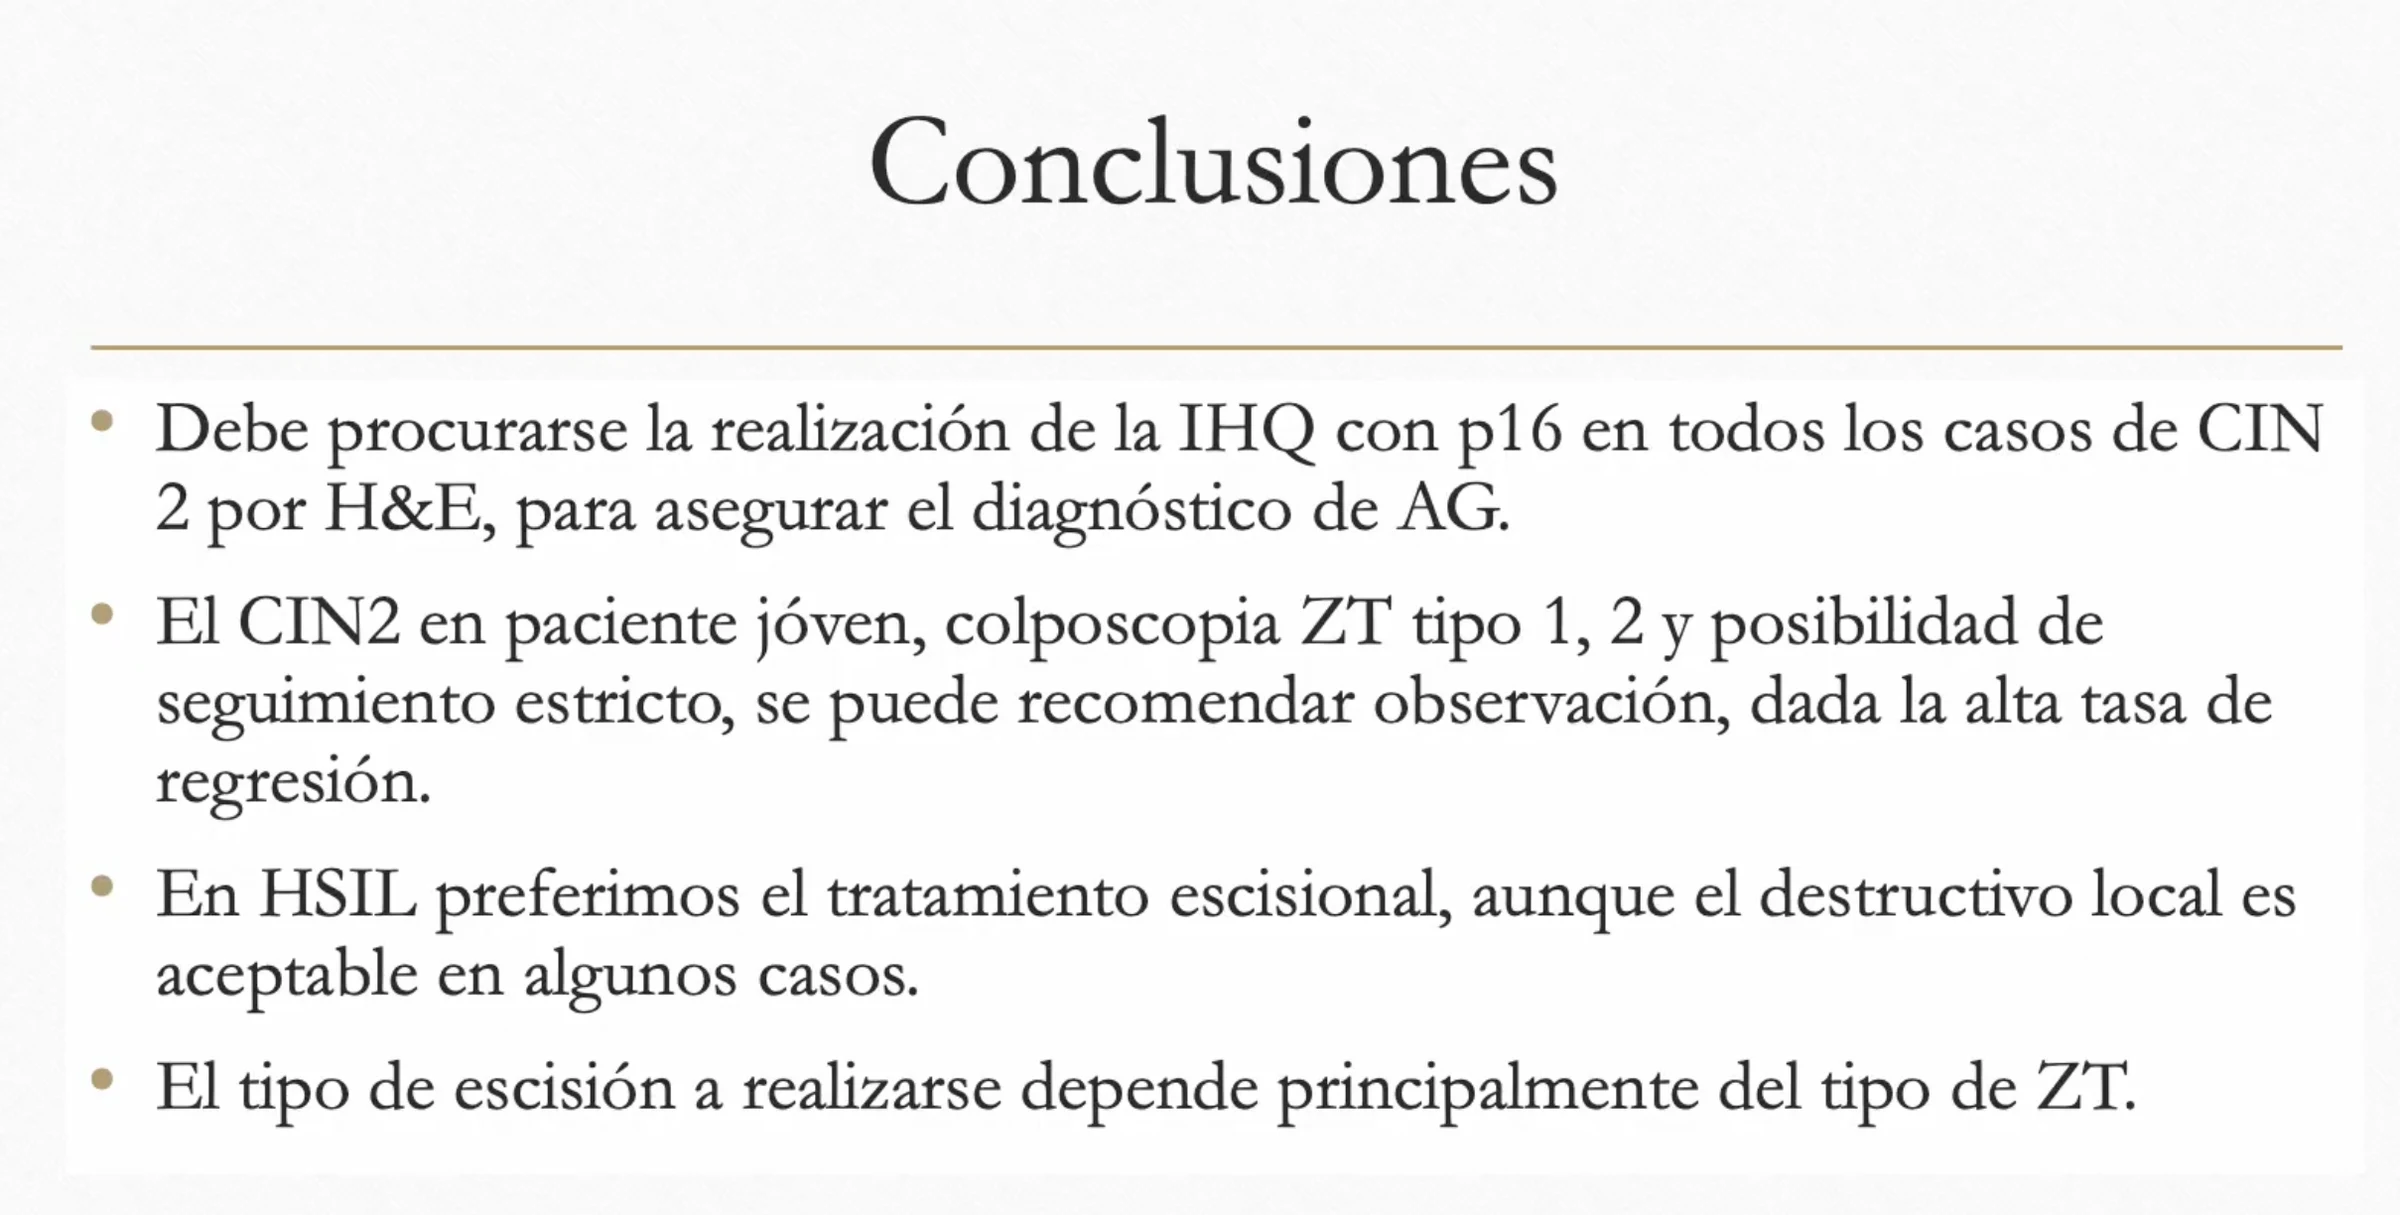 Conclusiones
• Debe procurarse la realización de la IHQ con p16 en todos los casos de CIN
2 por H&E, para asegurar el diagnóstico de AG.
• El CIN2 en paciente jóven, colposcopia ZT tipo 1, 2 y posibilidad de
seguimiento estricto, se puede recomendar observación, dada la alta tasa de
regresión.
• En HSIL preferimos el tratamiento escisional, aunque el destructivo local es
aceptable en algunos casos.
• El tipo de escisión a realizarse depende principalmente del tipo de ZT.